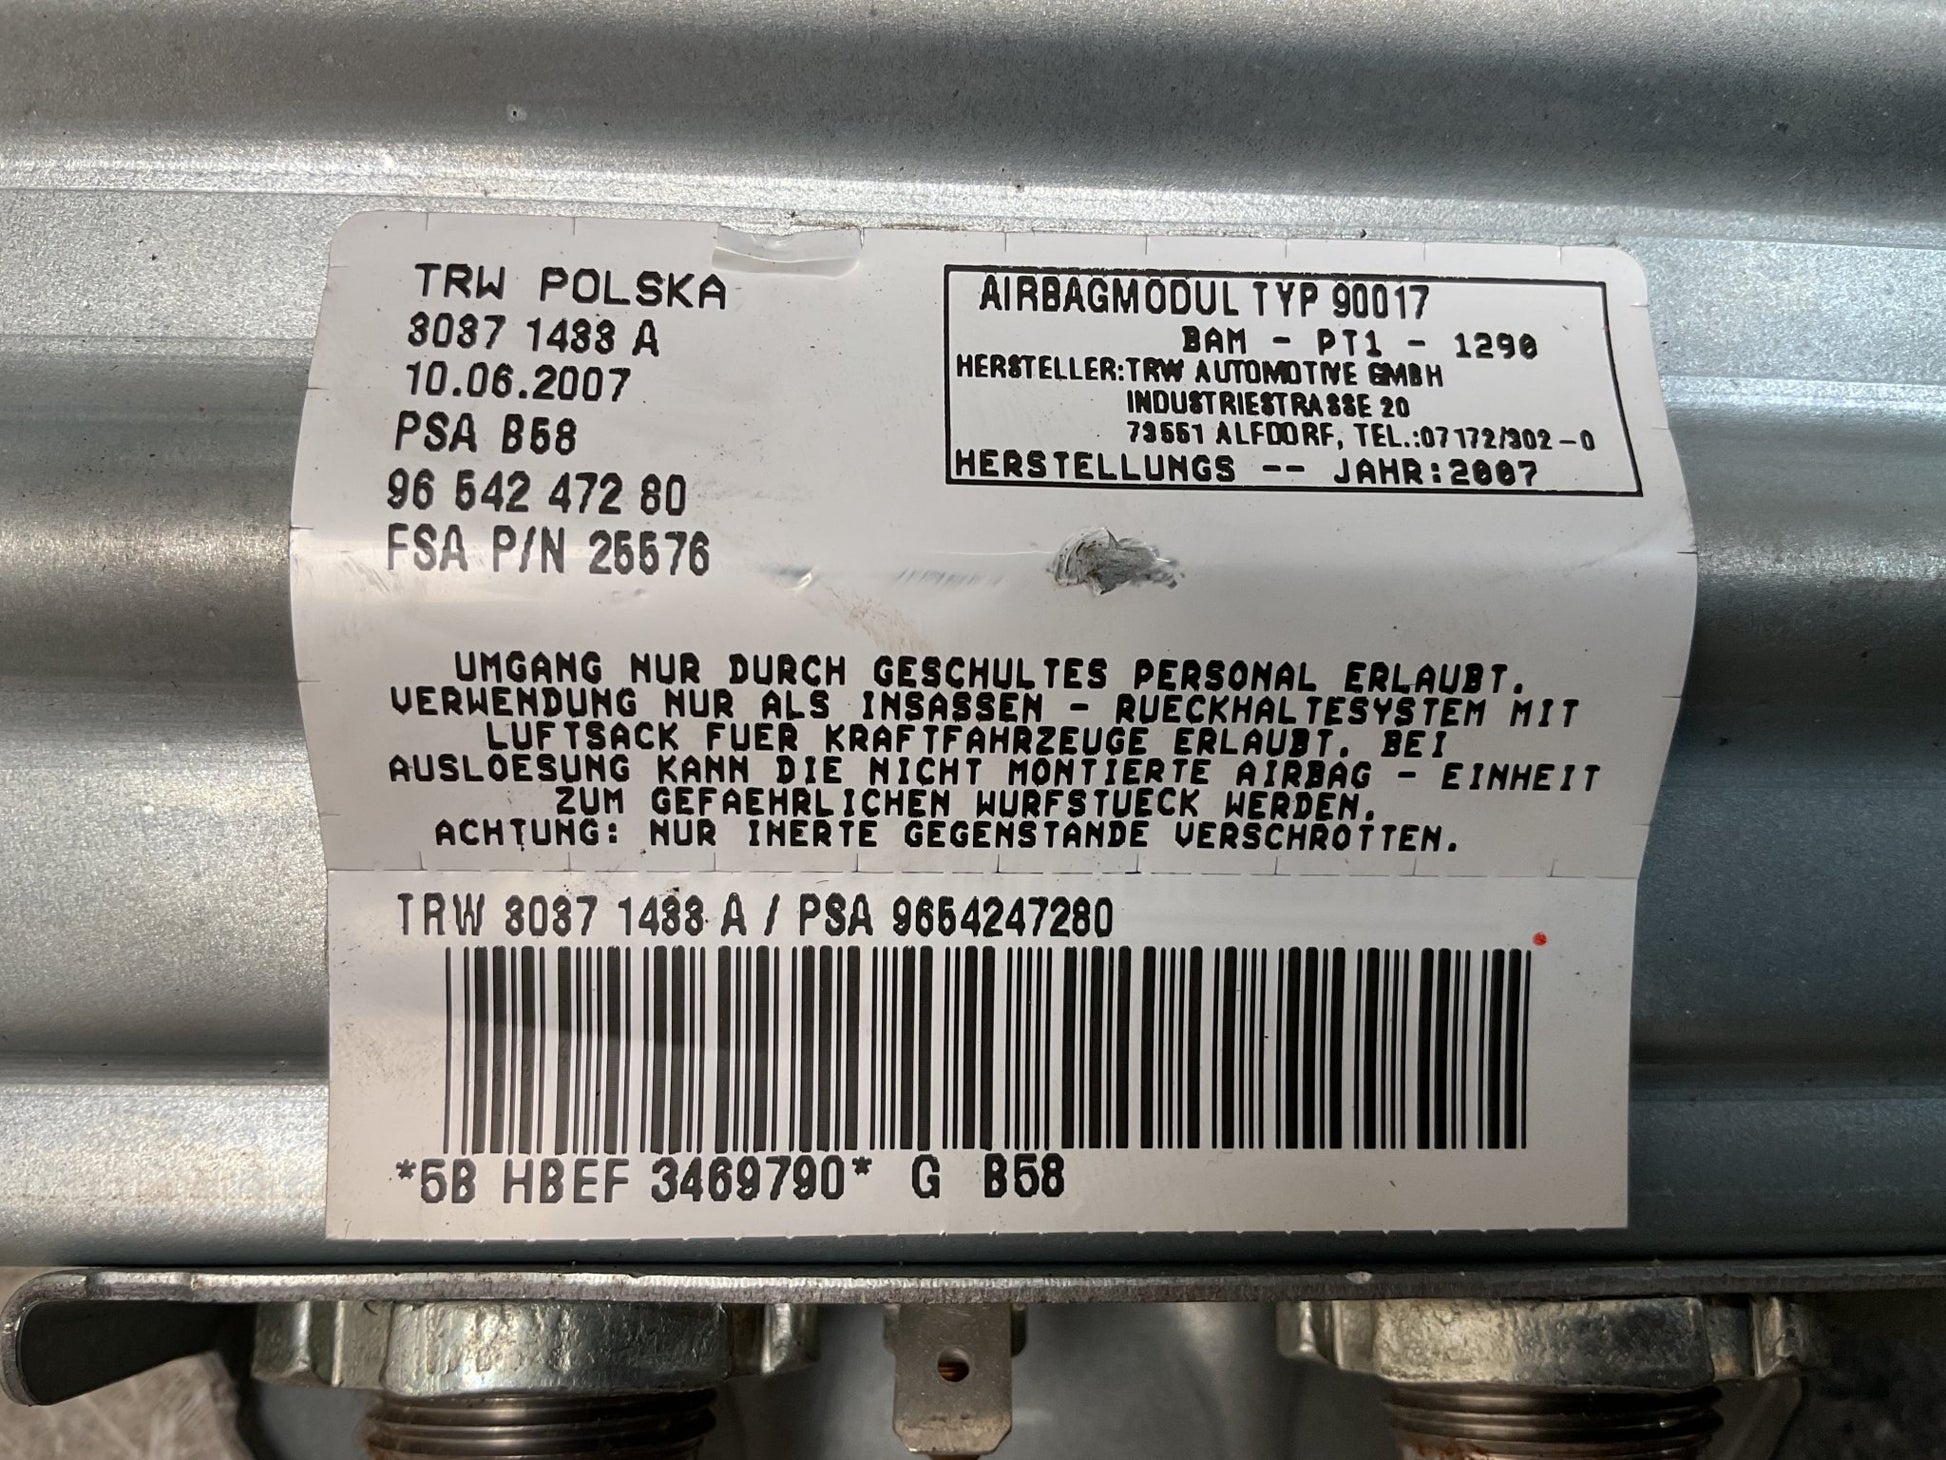 TRW POLSKA
3037 1433 A
10.06.2007
PSA B58
96 542 472 80
FSA P/N 25576
AIRBAGMODUL TYP 90017
BAM - PT1 - 1290
HERSTELLER: TRW AUTOMOTIVE GMBH
INDUSTRIESTRASSE 20
73551 ALFDORF, TEL.:07172/302-0
HERSTELLUNGS -- JAHR:2007
UMGANG NUR DURCH GESCHULTES PERSONAL ERLAUBT.
VERWENDUNG NUR ALS INSASSEN - RUECKHALTESYSTEM MIT
LUFTSACK FUER KRAFTFAHRZEUGE ERLAUBT. BEI
AUSLOESUNG KANN DIE NICHT MONTIERTE AIRBAG - EINHEIT
ZUM GEFAEHRLICHEN WURFSTUECK WERDEN.
ACHTUNG: NUR INERTE GEGENSTANDE VERSCHROTTEN.
TRW 3037 1433 A / PSA 9654247280
*5B HBEF 3469790* G B58